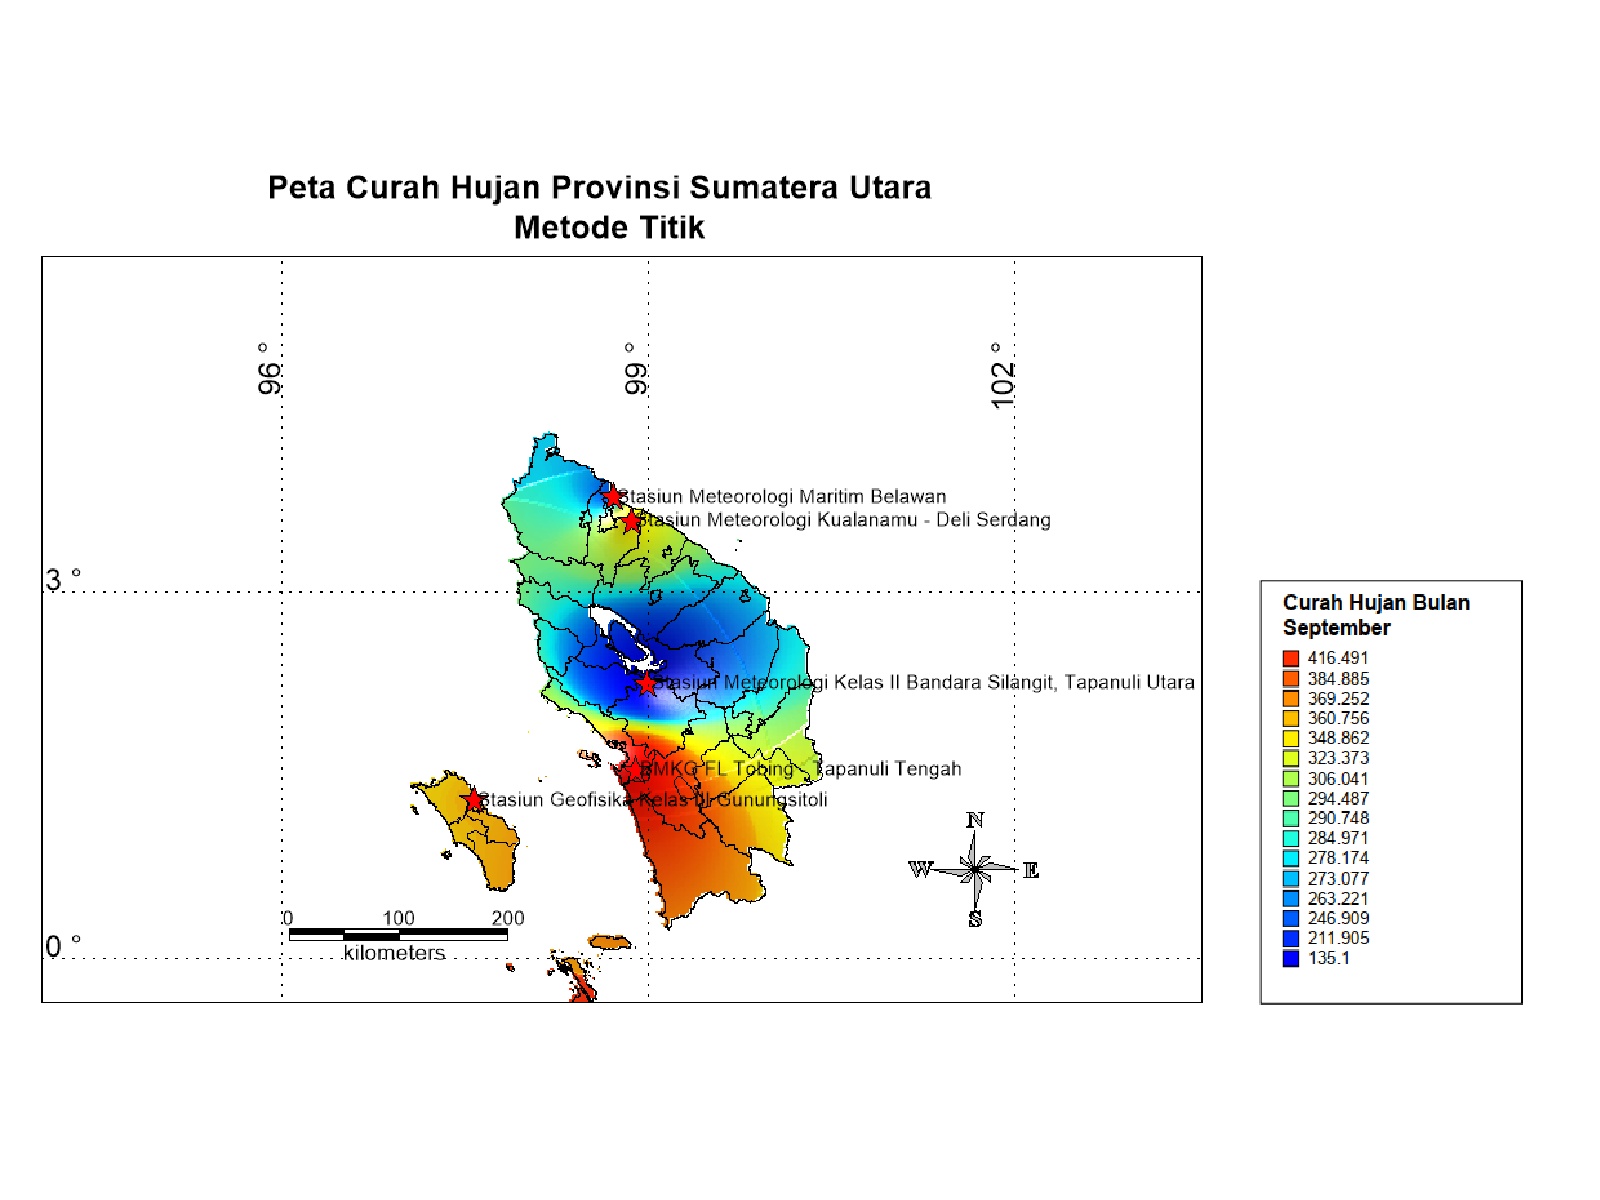 Peta Curah Hujan Provinsi Sumatera Utara
Metode Titik
96 °
99 °
102 °
Stasiun Meteorologi Maritim Belawan
Stasiun Meteorologi Kualanamu - Deli Serdang
3 °
Stasiun Meteorologi Kelas II Bandara Silangit, Tapanuli Utara
BMKG FL Tobing - Tapanuli Tengah
Stasiun Geofisika Kelas III Gunungsitoli
N
W E
S
0 100 200
kilometers
0 °
Curah Hujan Bulan
September
416.491
384.885
369.252
360.756
348.862
323.373
306.041
294.487
290.748
284.971
278.174
273.077
263.221
246.909
211.905
135.1